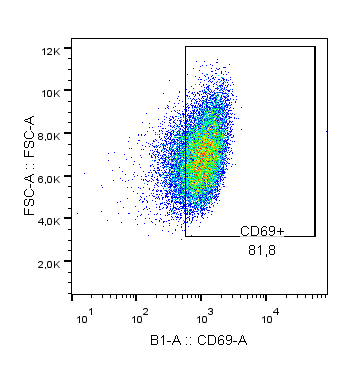 12K
10K
8,0K
6,0K
4,0K
2,0K
FSC-A :: FSC-A
CD69+
81,8
10¹ 10² 10³ 10⁴
B1-A :: CD69-A